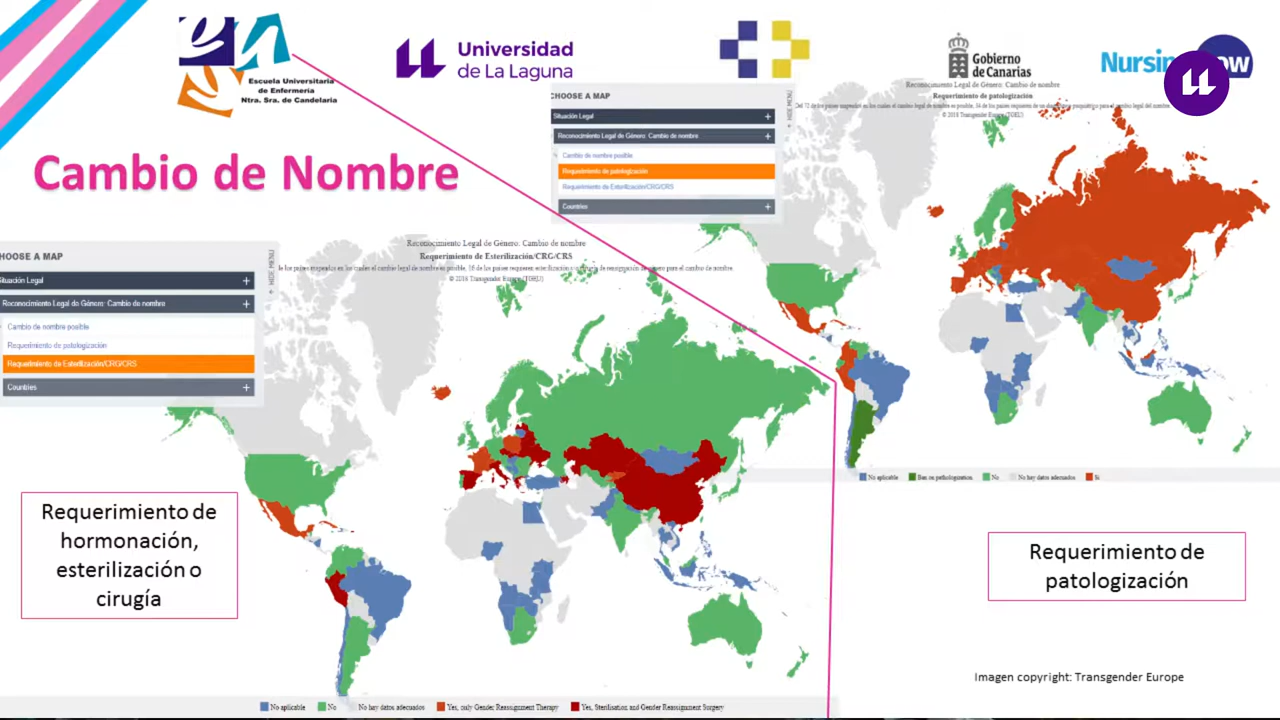 Escuela Universitaria
de Enfermería
Ntra. Sra. de Candelaria
Universidad
de La Laguna
Gobierno
de Canarias
Cambio de Nombre
CHOOSE A MAP
HIDE MENU
Situación Legal
Reconocimiento Legal de Género: Cambio de nombre
Cambio de nombre posible
Requerimiento de patologización
Requerimiento de Esterilización/CRG/CRS
Countries
Reconocimiento Legal de Género: Cambio de nombre
Requerimiento de patologización
© 2016 Transgender Europe (TGEU)
No aplicable
Ban on pathologization.
No
No hay datos adecuados
Si
CHOOSE A MAP
HIDE MENU
Situación Legal
Reconocimiento Legal de Género: Cambio de nombre
Cambio de nombre posible
Requerimiento de patologización
Requerimiento de Esterilización/CRG/CRS
Countries
Reconocimiento Legal de Género: Cambio de nombre
Requerimiento de Esterilización/CRG/CRS
© 2016 Transgender Europe (TGEU)
Requerimiento de
hormonación,
esterilización o
cirugía
Requerimiento de
patologización
Imagen copyright: Transgender Europe
No aplicable
No
No hay datos adecuados
Yes, only Gender Reassignment Therapy
Yes, Sterilisation and Gender Reassignment Surgery